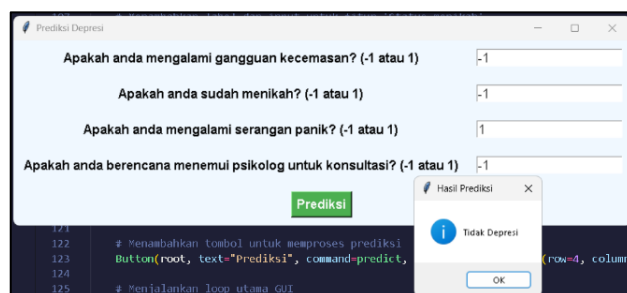 Prediksi Depresi
Apakah anda mengalami gangguan kecemasan? (-1 atau 1) -1
Apakah anda sudah menikah? (-1 atau 1) -1
Apakah anda mengalami serangan panik? (-1 atau 1) 1
Apakah anda berencana menemui psikolog untuk konsultasi? (-1 atau 1) -1
Prediksi
Hasil Prediksi
Tidak Depresi
OK
121
122 # Menambahkan tombol untuk memproses prediksi
123 Button(root, text="Prediksi", command=predict, (row=4, column
124
125 # Menjalankan loop utama GUI